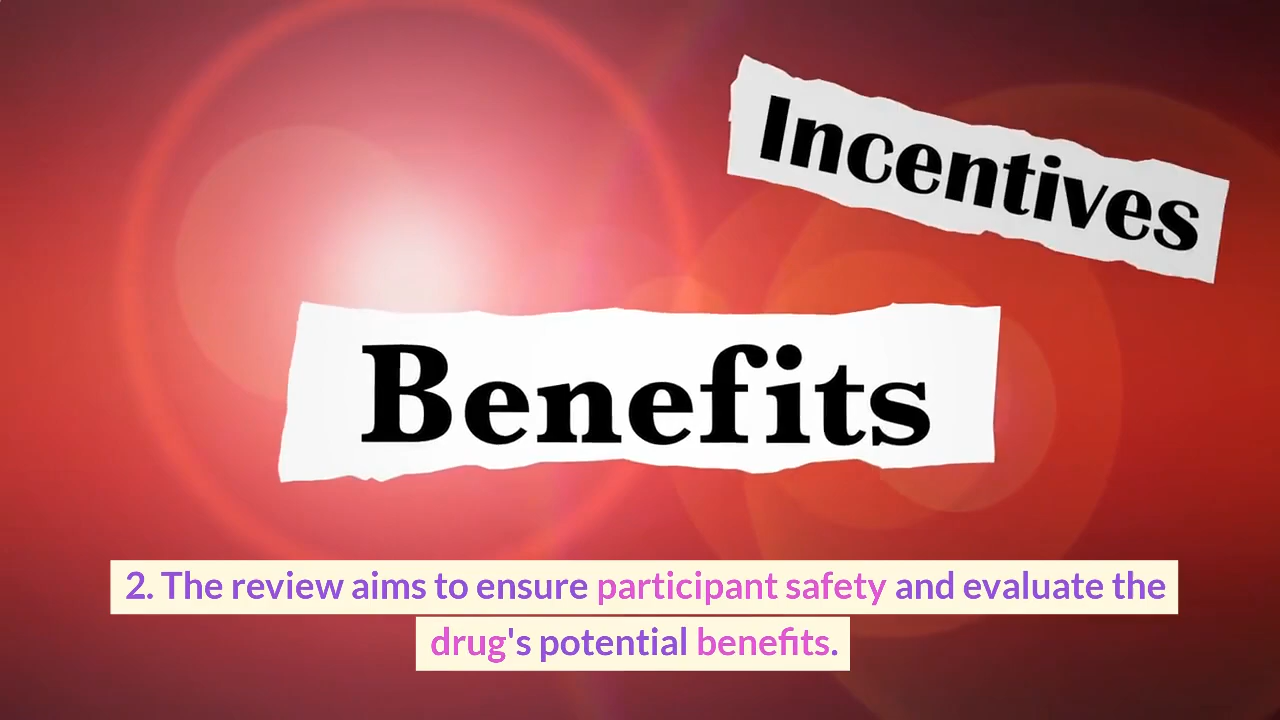 Incentives
Benefits
2. The review aims to ensure participant safety and evaluate the
drug's potential benefits.